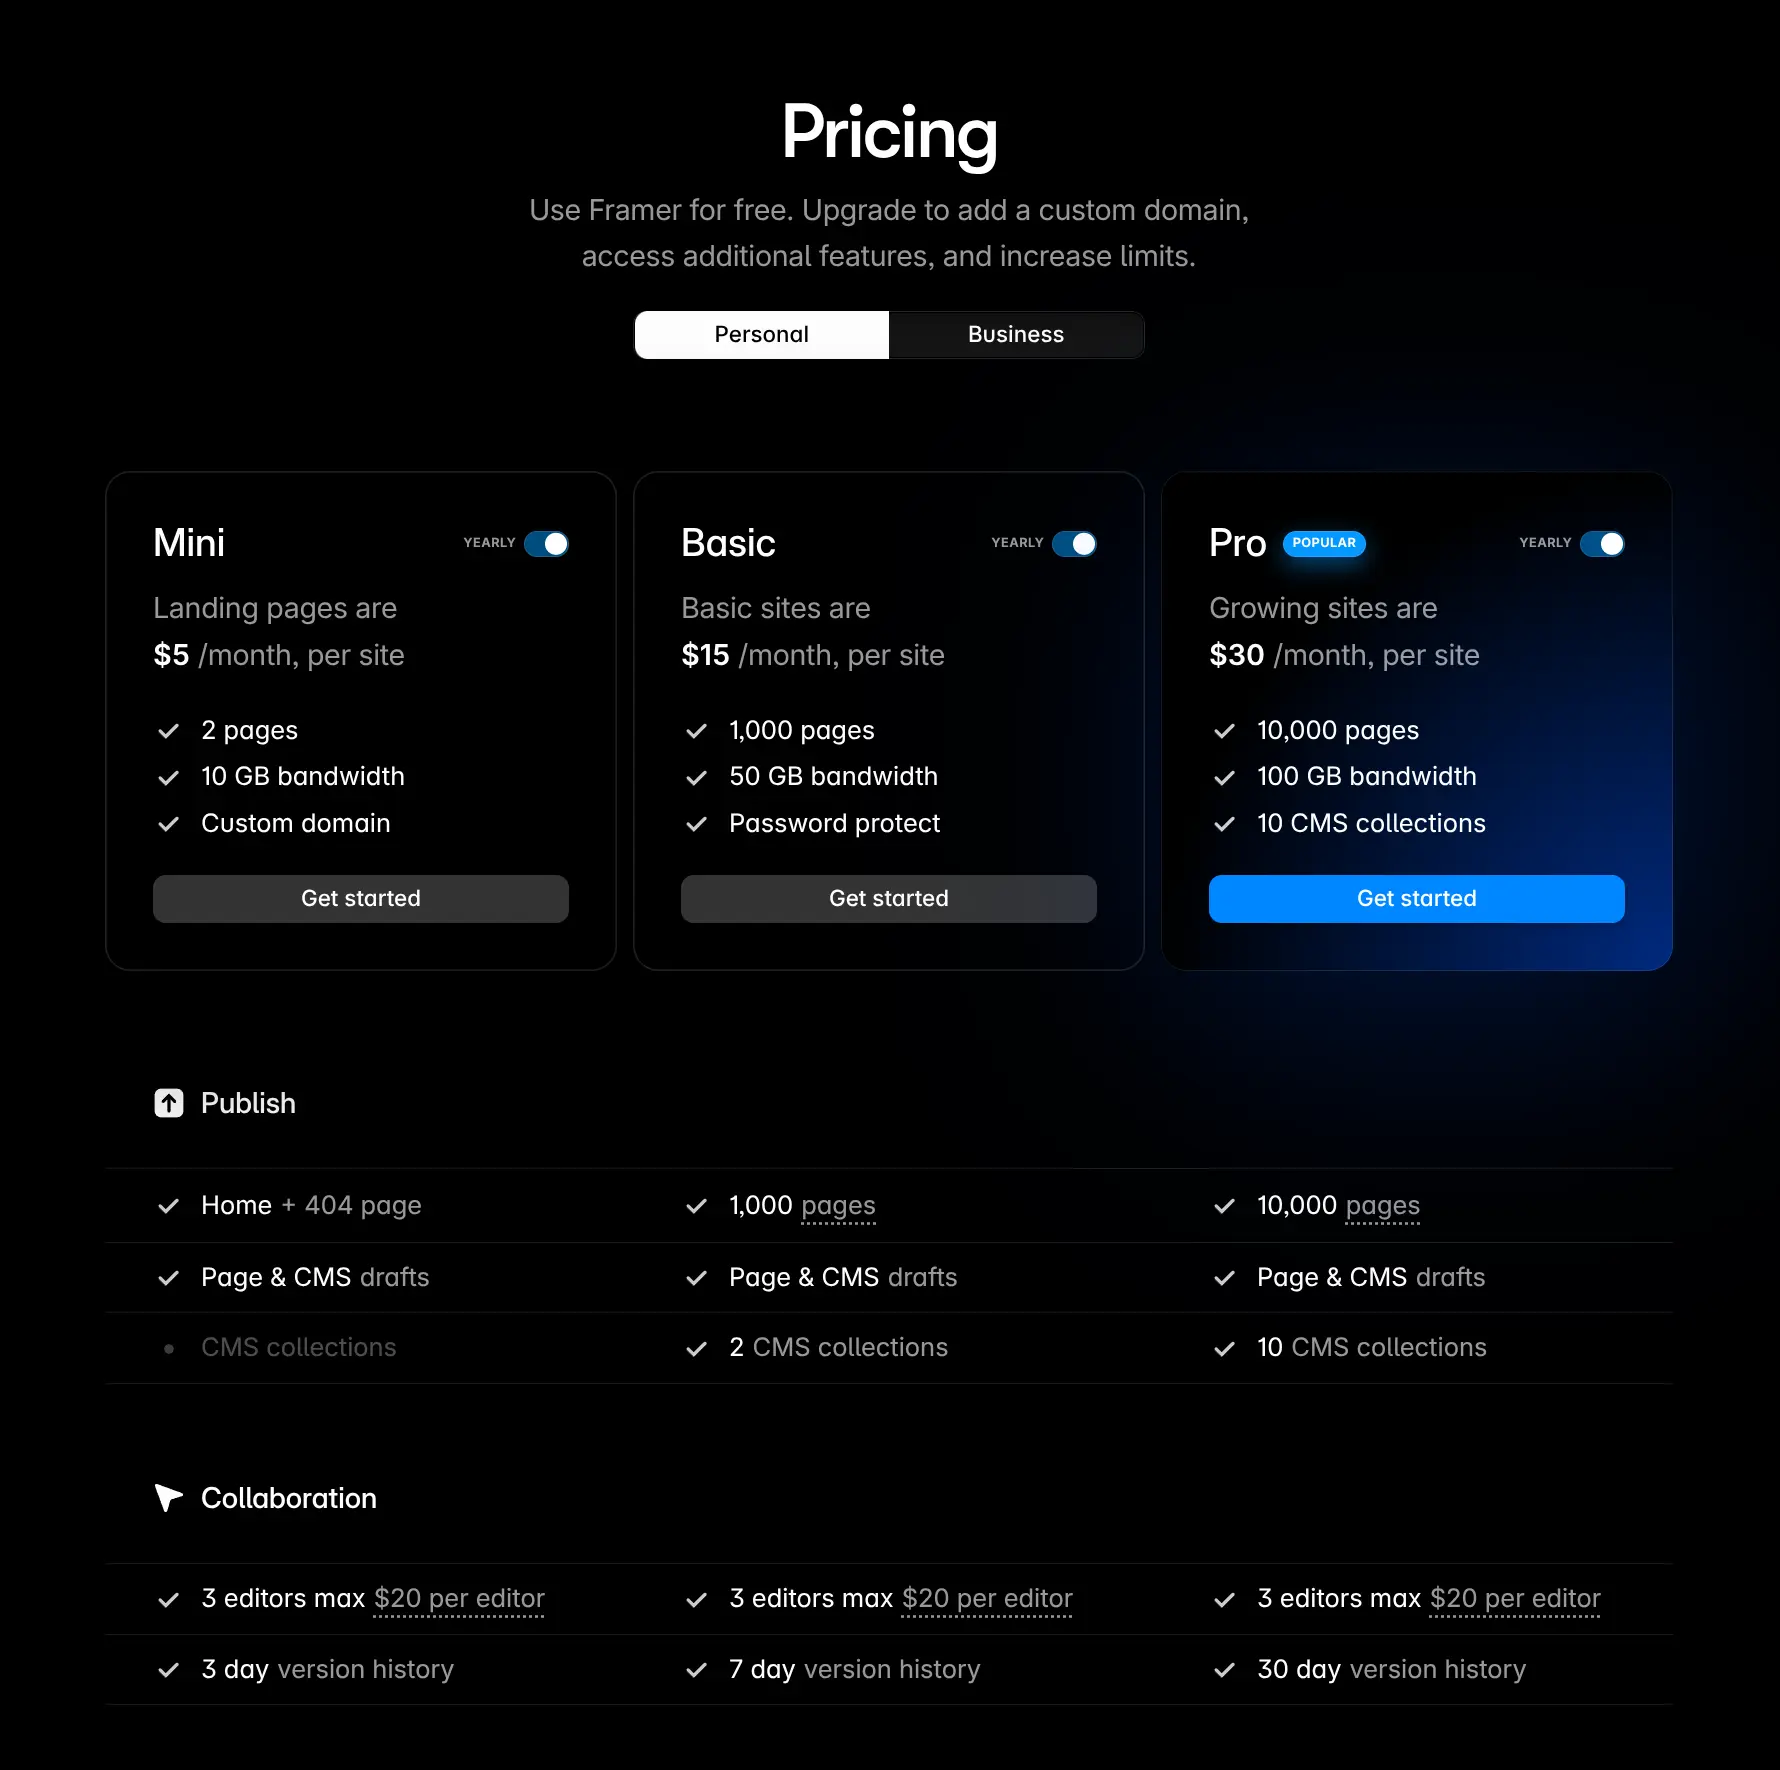 Pricing
Use Framer for free. Upgrade to add a custom domain,
access additional features, and increase limits.
Personal
Business
Mini
YEARLY
Landing pages are
$5 /month, per site
2 pages
10 GB bandwidth
Custom domain
Get started
Basic
YEARLY
Basic sites are
$15 /month, per site
1,000 pages
50 GB bandwidth
Password protect
Get started
Pro
POPULAR
YEARLY
Growing sites are
$30 /month, per site
10,000 pages
100 GB bandwidth
10 CMS collections
Get started
Publish
Home + 404 page
1,000 pages
10,000 pages
Page & CMS drafts
Page & CMS drafts
Page & CMS drafts
CMS collections
2 CMS collections
10 CMS collections
Collaboration
3 editors max $20 per editor
3 editors max $20 per editor
3 editors max $20 per editor
3 day version history
7 day version history
30 day version history